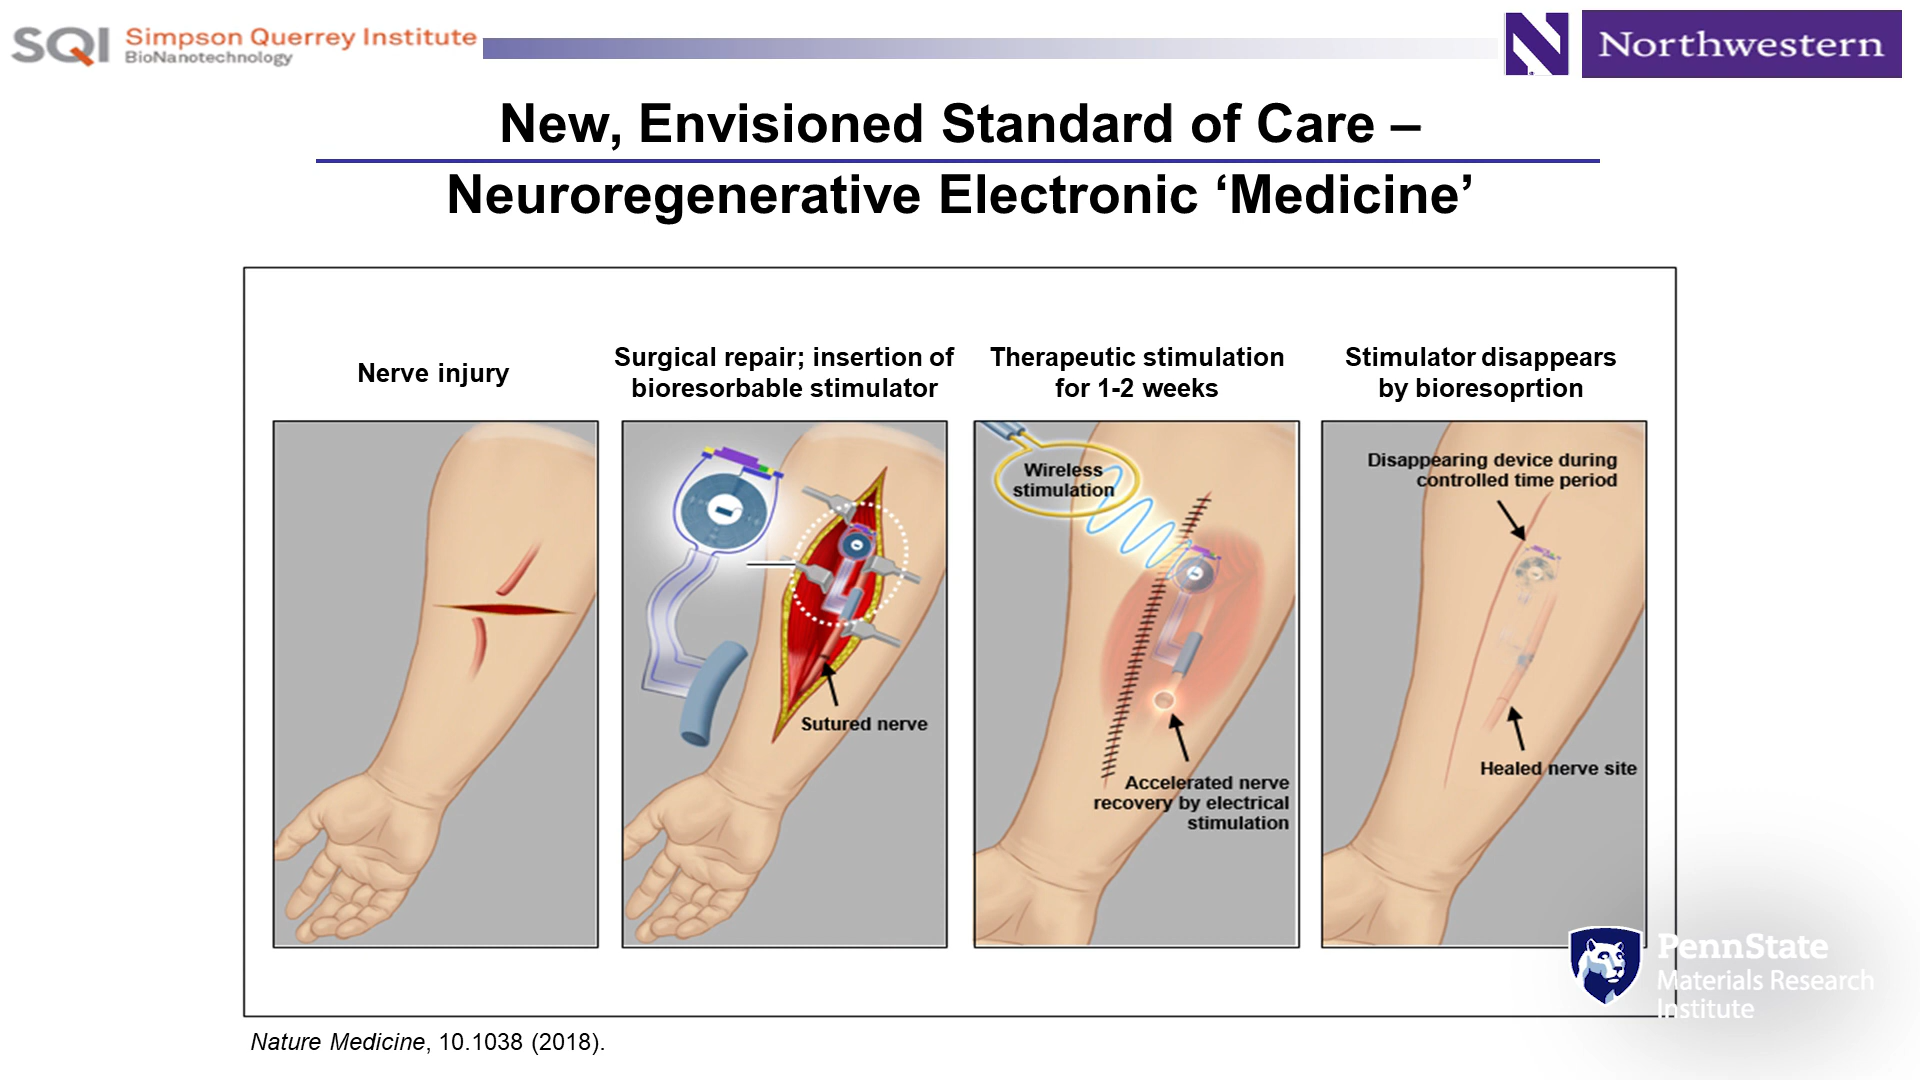 SQI Simpson Querrey Institute
BioNanotechnology
N Northwestern
New, Envisioned Standard of Care –
Neuroregenerative Electronic ‘Medicine’
Nerve injury
Surgical repair; insertion of
bioresorbable stimulator
Sutured nerve
Therapeutic stimulation
for 1-2 weeks
Wireless
stimulation
Accelerated nerve
recovery by electrical
stimulation
Stimulator disappears
by bioresoprtion
Disappearing device during
controlled time period
Healed nerve site
PennState
Materials Research
Institute
Nature Medicine, 10.1038 (2018).